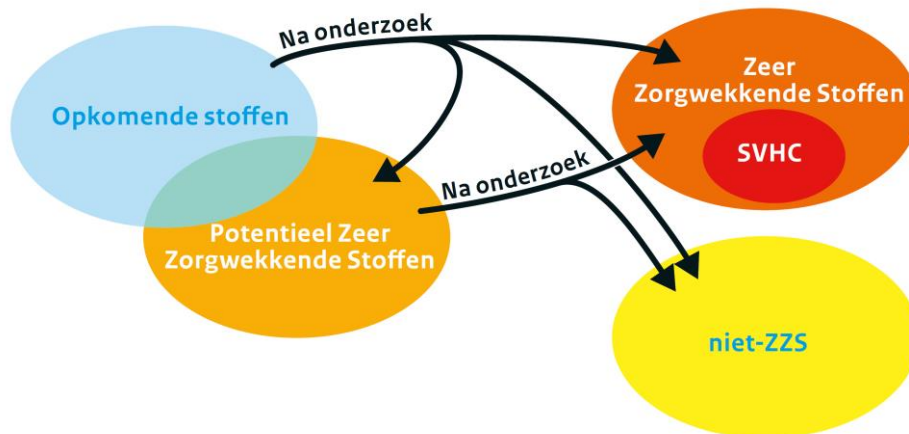 Na onderzoek
Opkomende stoffen
Zeer
Zorgwekkende Stoffen
SVHC
Na onderzoek
Potentieel Zeer
Zorgwekkende Stoffen
niet-ZZS